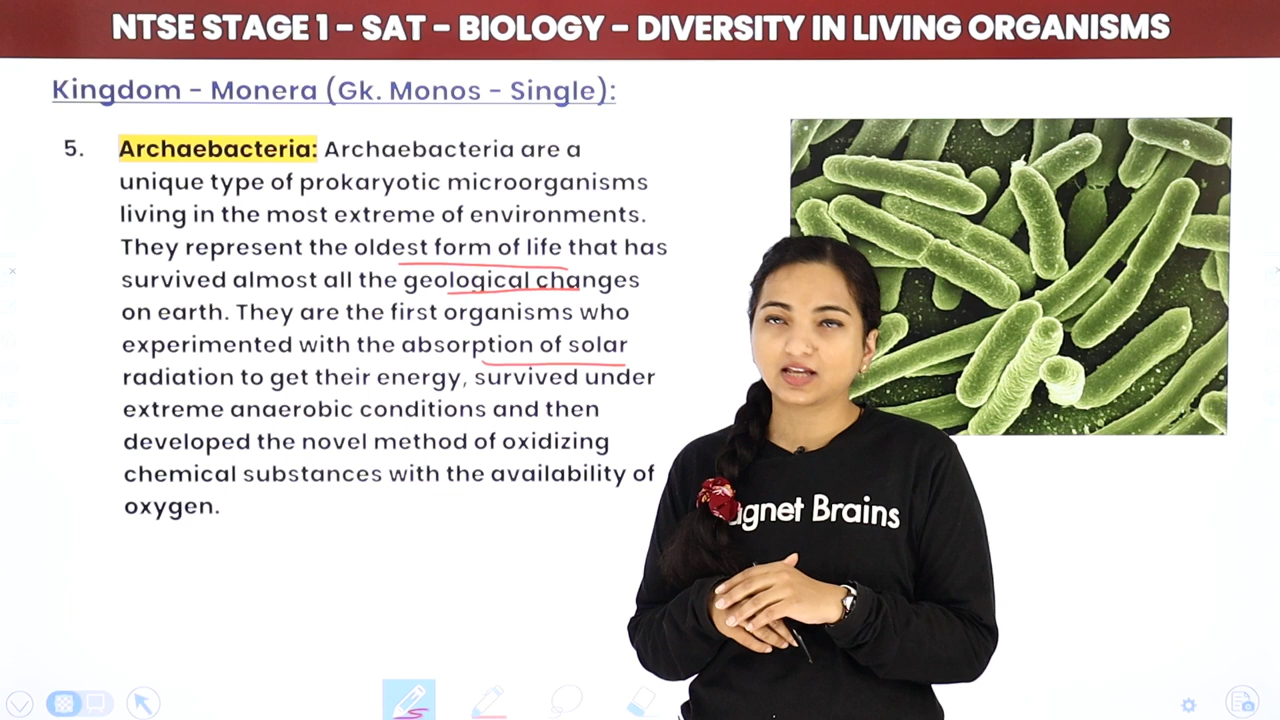 NTSE STAGE 1 – SAT – BIOLOGY – DIVERSITY IN LIVING ORGANISMS
Kingdom – Monera (Gk. Monos – Single):
5. Archaebacteria: Archaebacteria are a
unique type of prokaryotic microorganisms
living in the most extreme of environments.
They represent the oldest form of life that has
survived almost all the geological changes
on earth. They are the first organisms who
experimented with the absorption of solar
radiation to get their energy, survived under
extreme anaerobic conditions and then
developed the novel method of oxidizing
chemical substances with the availability of
oxygen.
agnet Brains